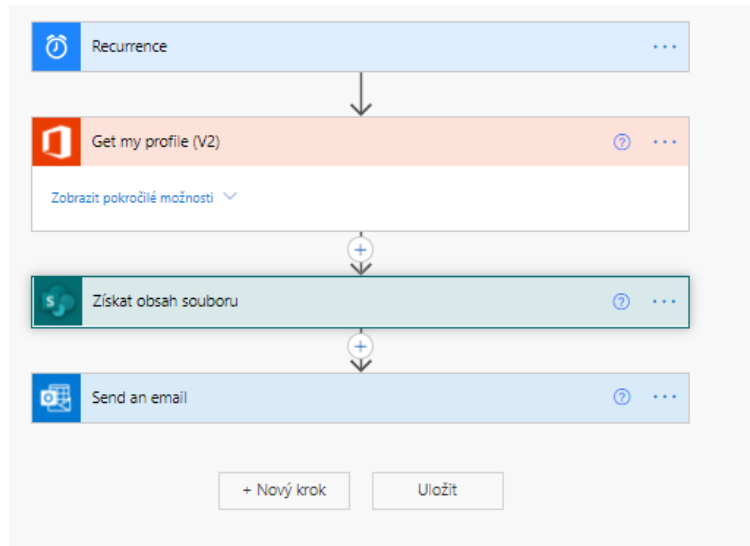 Recurrence
Get my profile (V2)
Zobrazit pokročilé možnosti
Získat obsah souboru
Send an email
+ Nový krok
Uložit